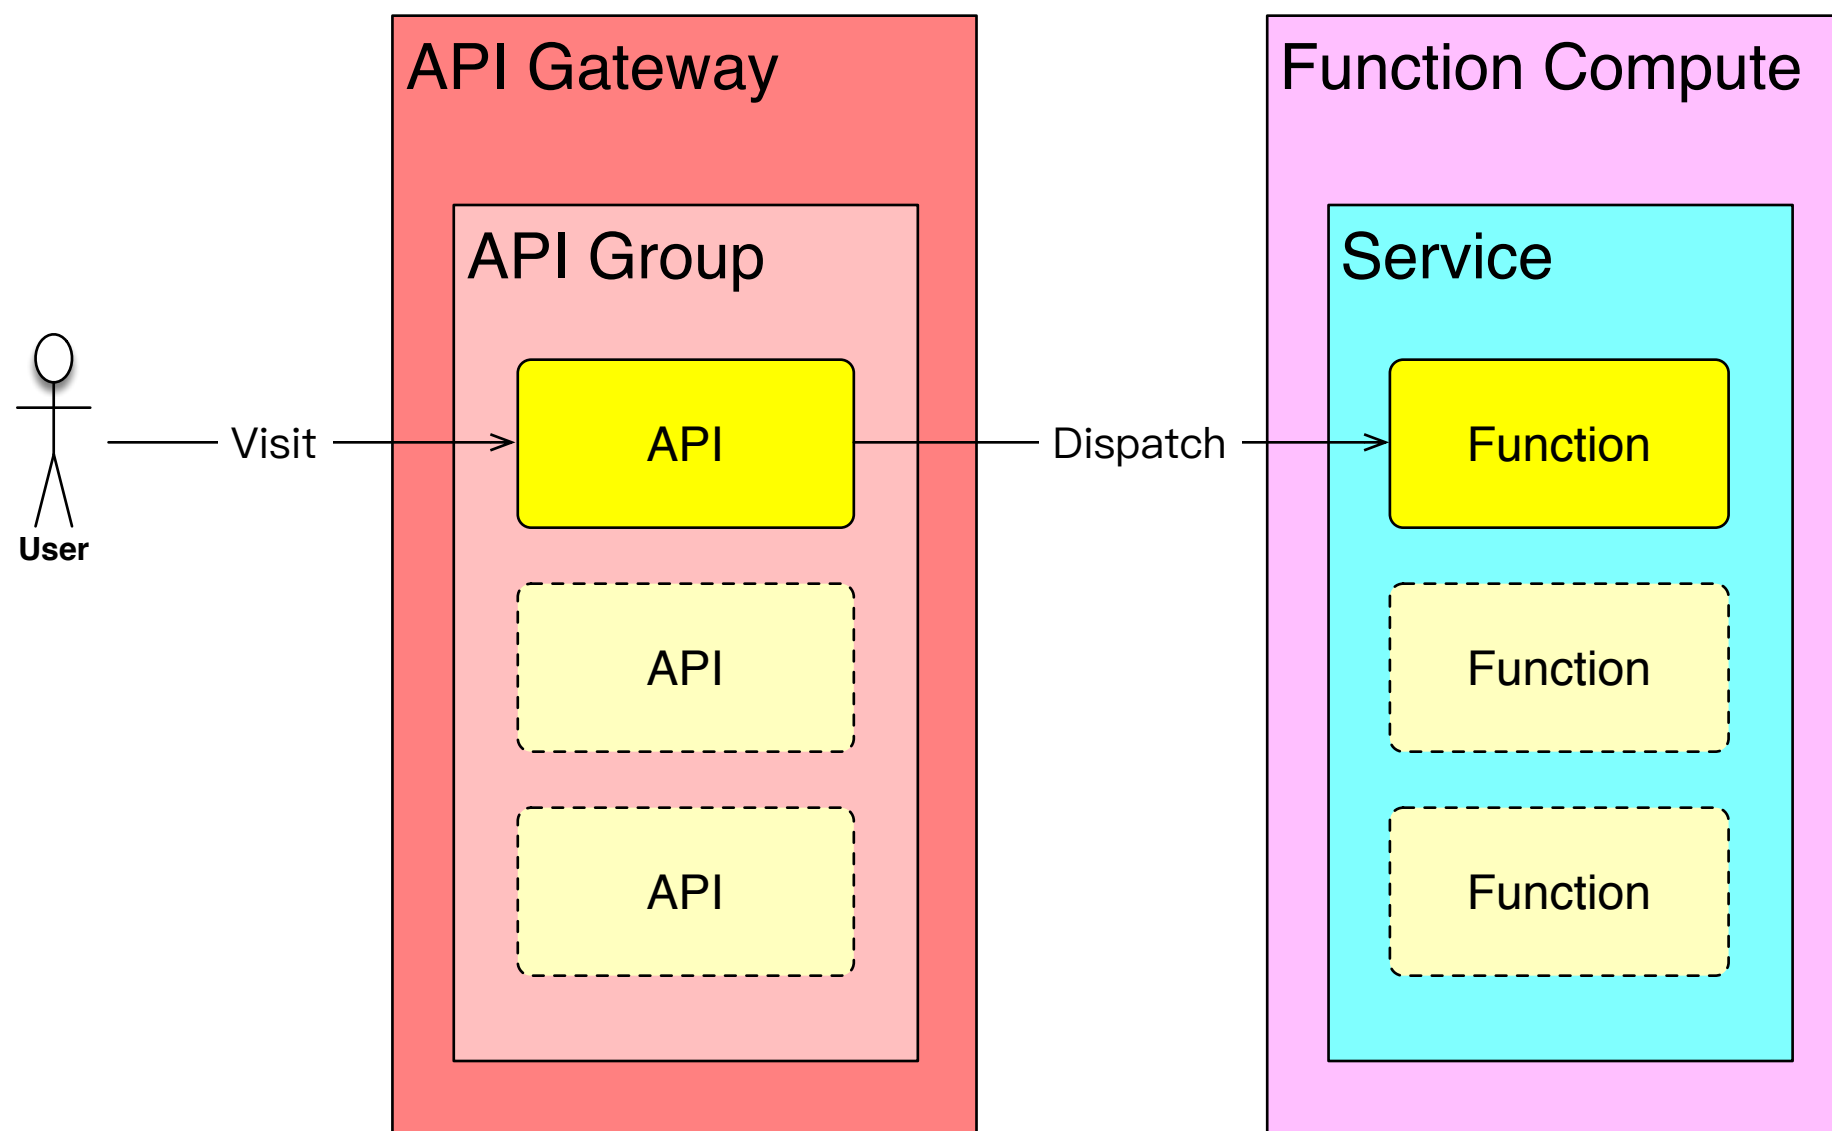 API Gateway
Function Compute
API Group
Service
Visit
API
Dispatch
Function
User
API
Function
API
Function